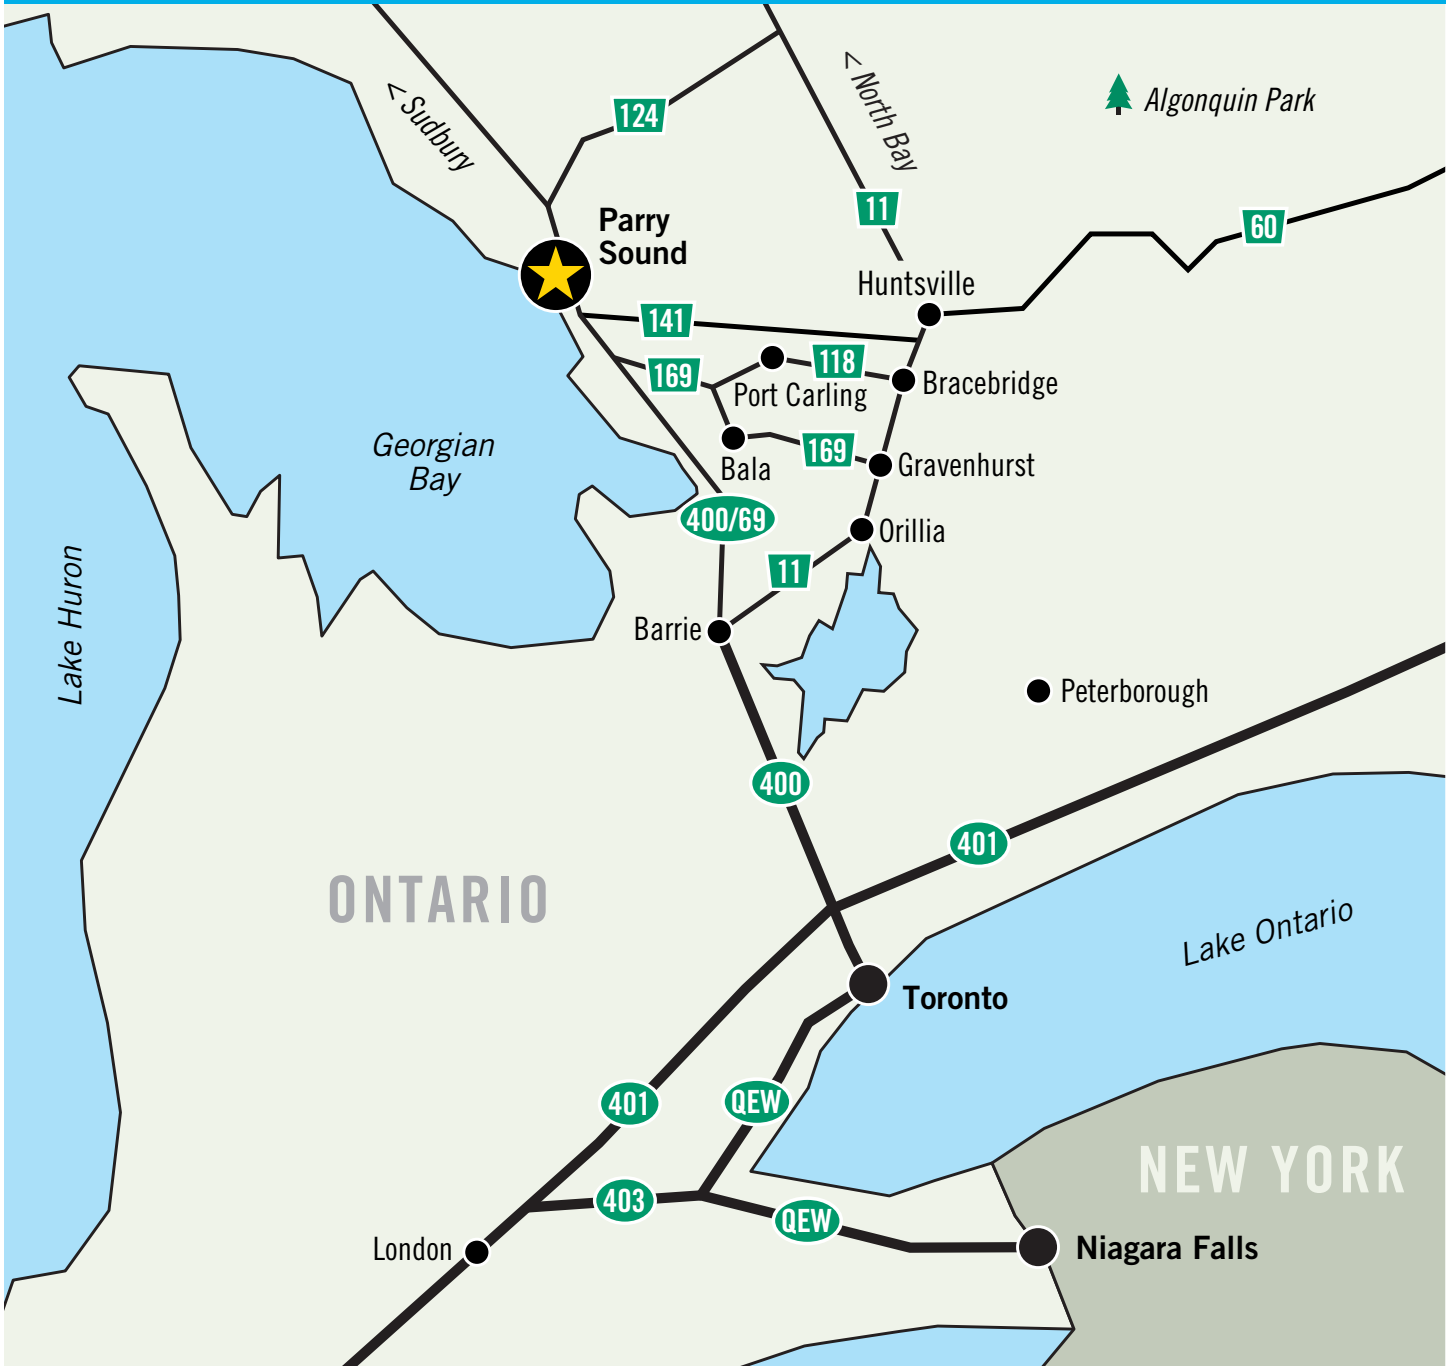 < Sudbury
124
< North Bay
Algonquin Park
11
60
Parry
Sound
Huntsville
141
118
169
Port Carling
Bracebridge
Georgian
Bay
169
Bala
Gravenhurst
400/69
Orillia
11
Lake Huron
Barrie
Peterborough
400
401
ONTARIO
Lake Ontario
Toronto
401
QEW
NEW YORK
403
QEW
London
Niagara Falls